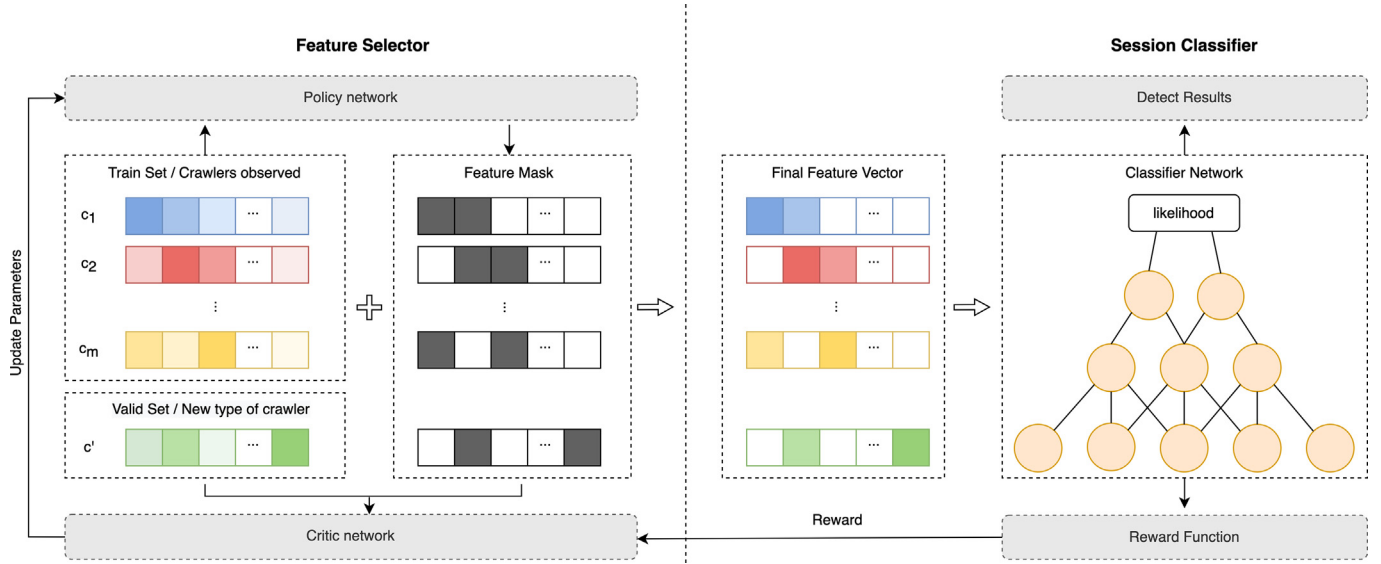 Feature Selector
Session Classifier
Policy network
Detect Results
Train Set / Crawlers observed
Feature Mask
Final Feature Vector
Classifier Network
c1
...
...
...
likelihood
c2
...
...
...
...
...
...
cm
...
...
...
Valid Set / New type of crawler
c'
...
...
...
Update Parameters
Critic network
Reward
Reward Function